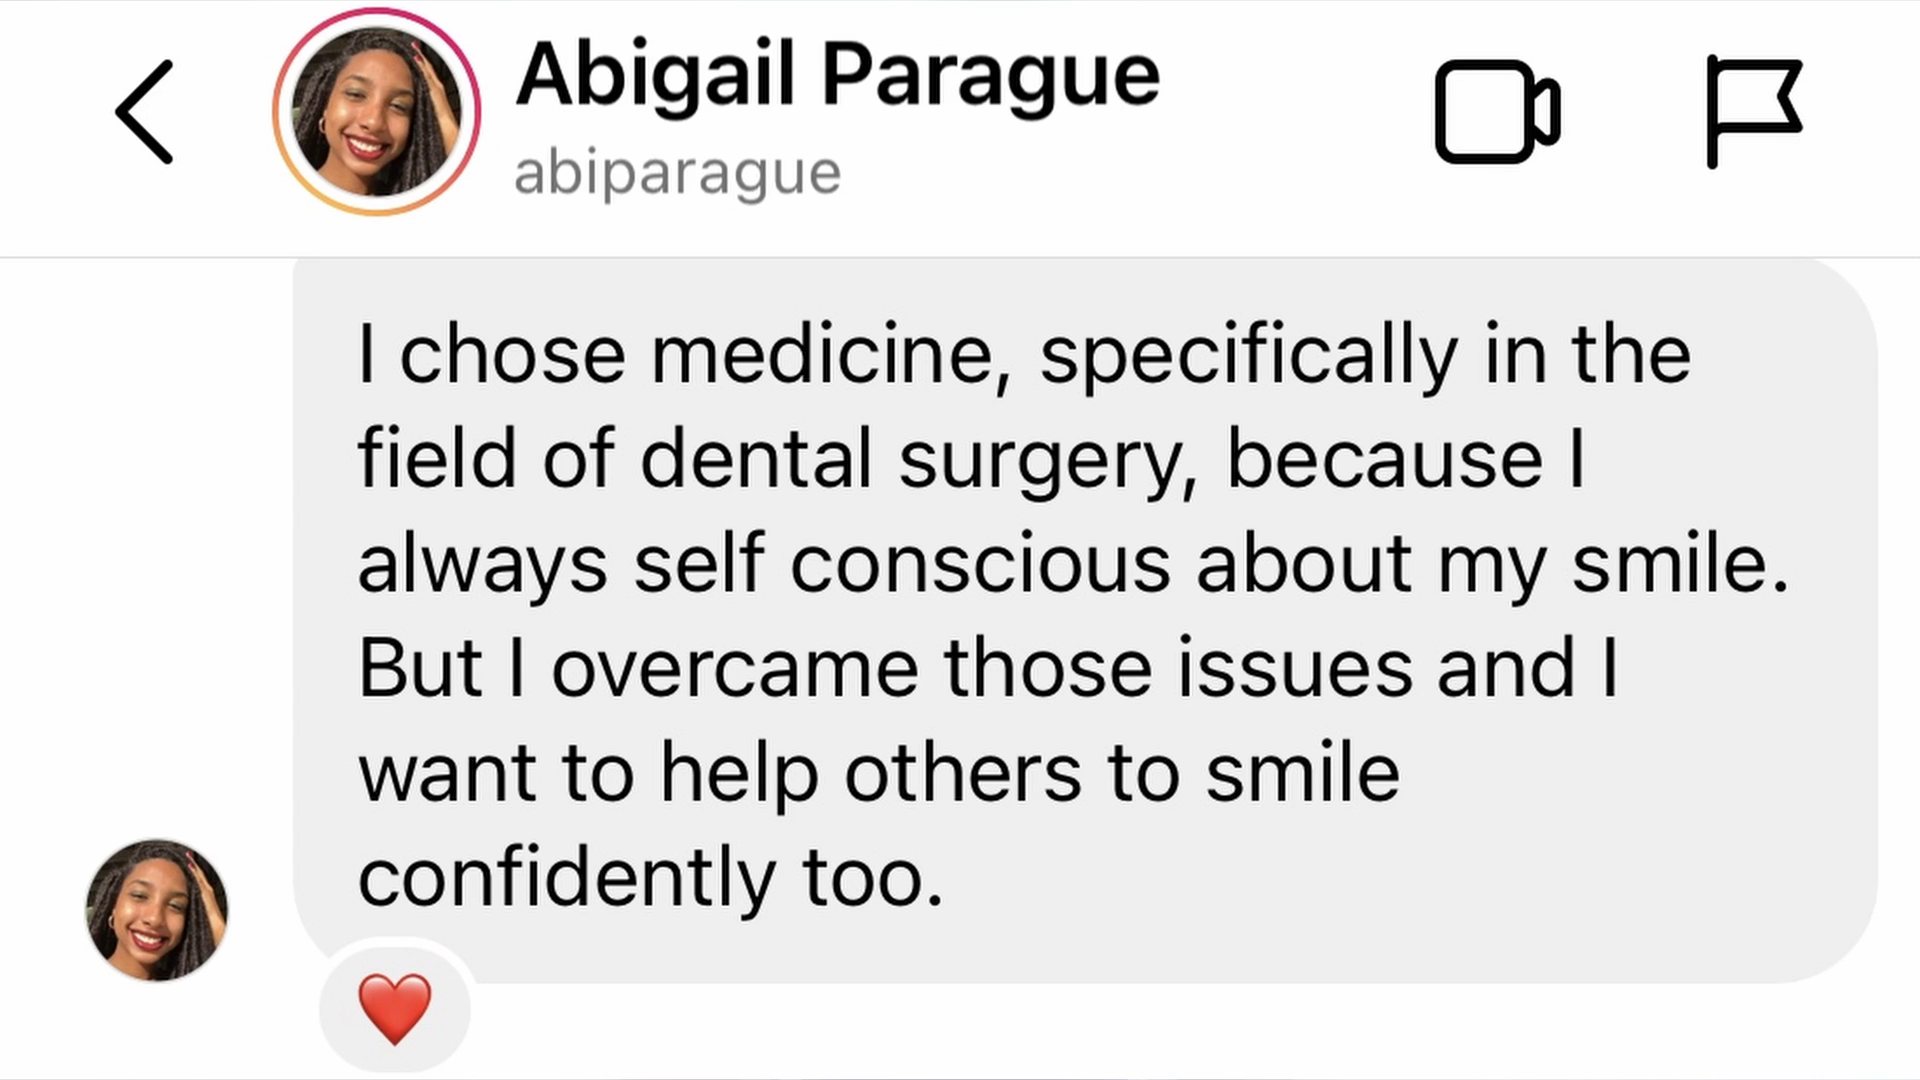 Abigail Parague
abiparague
I chose medicine, specifically in the
field of dental surgery, because I
always self conscious about my smile.
But I overcame those issues and I
want to help others to smile
confidently too.